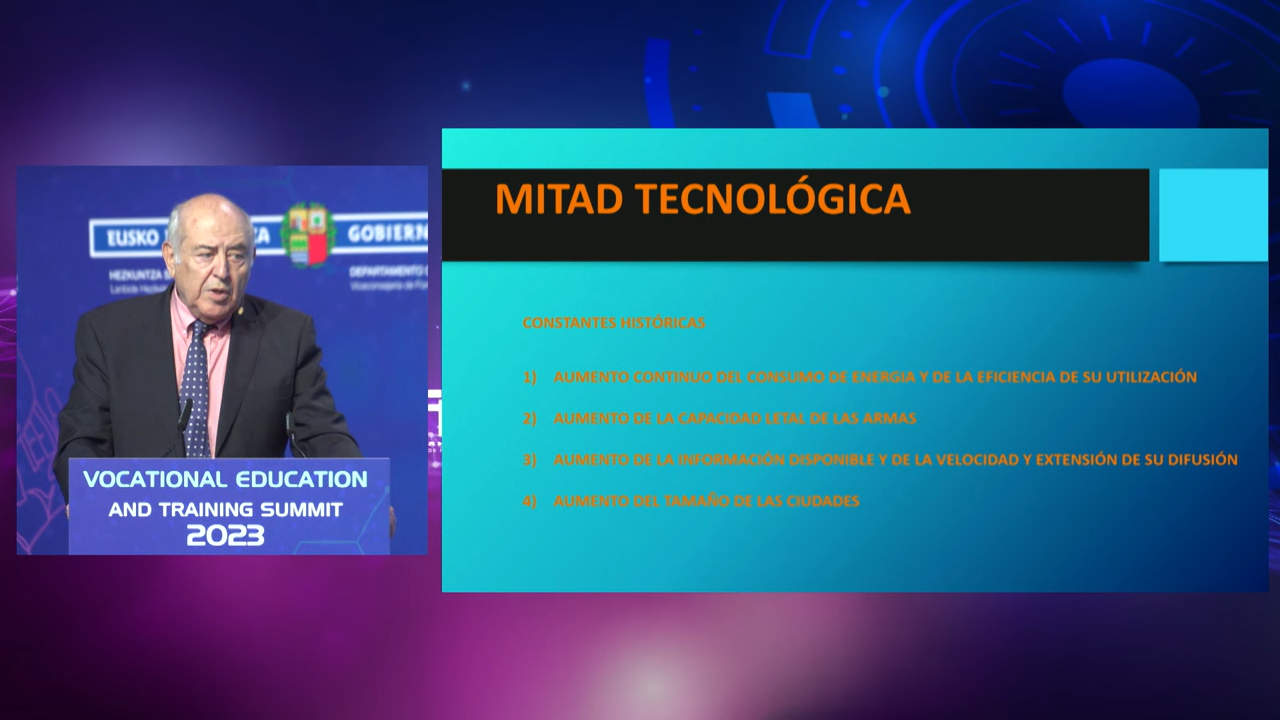 EUSKO
GOBIERN
HEZKUNTZA
DEPARTAMENTO
VOCATIONAL EDUCATION
AND TRAINING SUMMIT
2023
MITAD TECNOLÓGICA
CONSTANTES HISTÓRICAS
1) AUMENTO CONTINUO DEL CONSUMO DE ENERGIA Y DE LA EFICIENCIA DE SU UTILIZACIÓN
2) AUMENTO DE LA CAPACIDAD LETAL DE LAS ARMAS
3) AUMENTO DE LA INFORMACIÓN DISPONIBLE Y DE LA VELOCIDAD Y EXTENSIÓN DE SU DIFUSIÓN
4) AUMENTO DEL TAMAÑO DE LAS CIUDADES